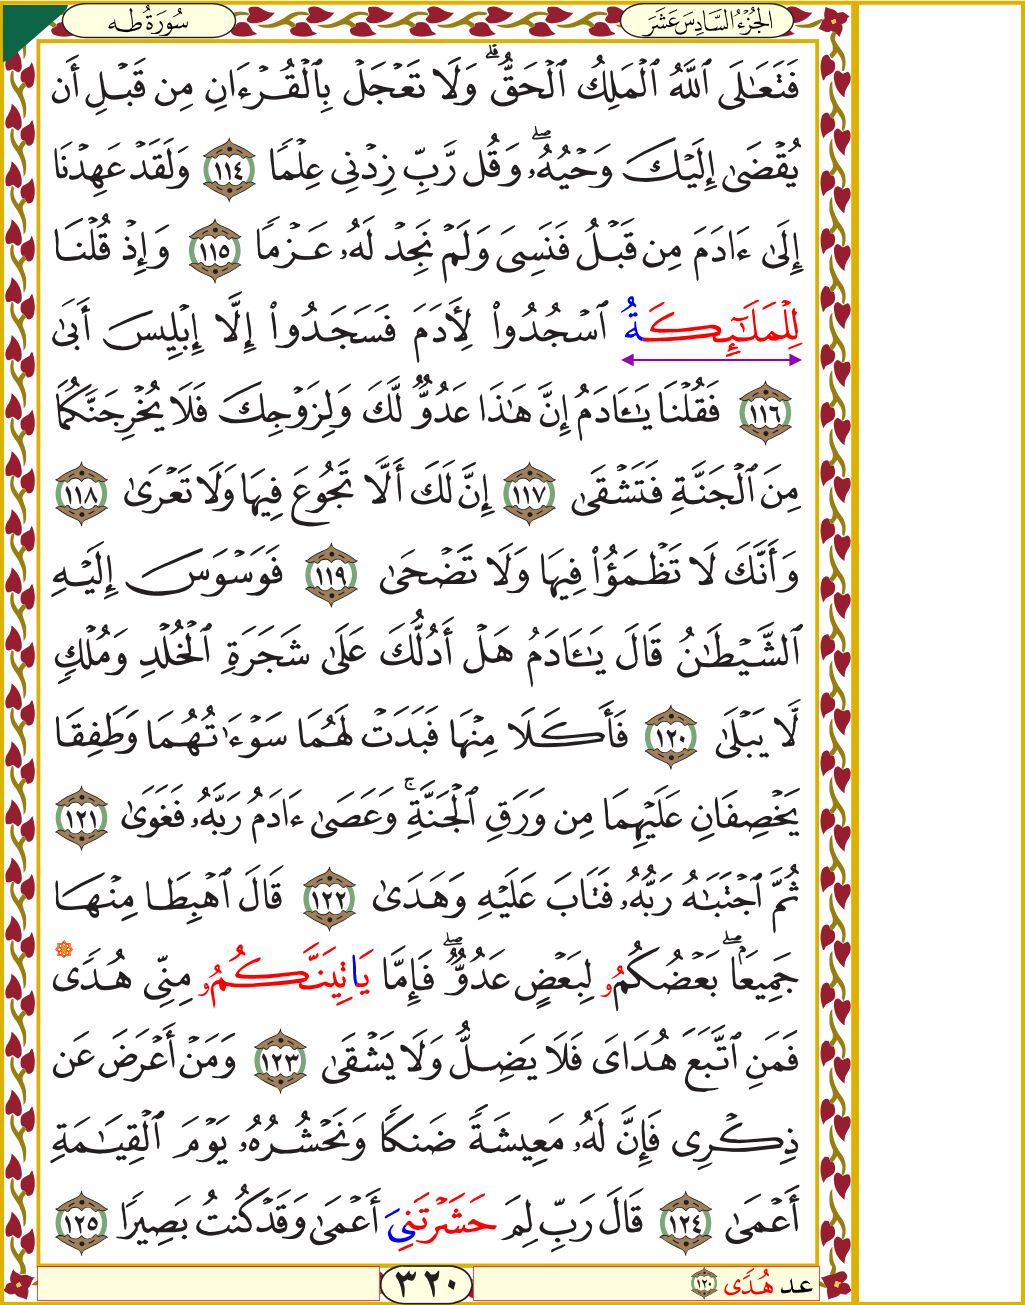 سُورَةُ طه
الجُزْءُ السَّادِسَ عَشَرَ
فَتَعَٰلَى ٱللَّهُ ٱلْمَلِكُ ٱلْحَقُّۗ وَلَا تَعْجَلْ بِٱلْقُرْءَانِ مِن قَبْلِ أَن
يُقْضَىٰ إِلَيْكَ وَحْيُهُۥۖ وَقُل رَّبِّ زِدْنِى عِلْمًا ١١٤ وَلَقَدْ عَهِدْنَا
إِلَىٰ ءَادَمَ مِن قَبْلُ فَنَسِىَ وَلَمْ نَجِدْ لَهُۥ عَزْمًا ١١٥ وَإِذْ قُلْنَا
لِلْمَلَٰٓئِكَةُ ٱسْجُدُوا۟ لِأَدَمَ فَسَجَدُوا۟ إِلَّا إِبْلِيسَ أَبَىٰ
١١٦ فَقُلْنَا يَٰـَٔادَمُ إِنَّ هَٰذَا عَدُوٌّ لَّكَ وَلِزَوْجِكَ فَلَا يُخْرِجَنَّكُمَا
مِنَ ٱلْجَنَّةِ فَتَشْقَىٰ ١١٧ إِنَّ لَكَ أَلَّا تَجُوعَ فِيهَا وَلَا تَعْرَىٰ ١١٨
وَأَنَّكَ لَا تَظْمَؤُا۟ فِيهَا وَلَا تَضْحَىٰ ١١٩ فَوَسْوَسَ إِلَيْهِ
ٱلشَّيْطَٰنُ قَالَ يَٰـَٔادَمُ هَلْ أَدُلُّكَ عَلَىٰ شَجَرَةِ ٱلْخُلْدِ وَمُلْكٍ
لَّا يَبْلَىٰ ١٢٠ فَأَكَلَا مِنْهَا فَبَدَتْ لَهُمَا سَوْءَٰتُهُمَا وَطَفِقَا
يَخْصِفَانِ عَلَيْهِمَا مِن وَرَقِ ٱلْجَنَّةِۚ وَعَصَىٰ ءَادَمُ رَبَّهُۥ فَغَوَىٰ ١٢١
ثُمَّ ٱجْتَبَٰهُ رَبُّهُۥ فَتَابَ عَلَيْهِ وَهَدَىٰ ١٢٢ قَالَ ٱهْبِطَا مِنْهَا
جَمِيعًۢاۖ بَعْضُكُمُۥ لِبَعْضٍ عَدُوٌّۖ فَإِمَّا يَاتِيَنَّكُمُۥ مِنِّى هُدًى
فَمَنِ ٱتَّبَعَ هُدَاىَ فَلَا يَضِلُّ وَلَا يَشْقَىٰ ١٢٣ وَمَنْ أَعْرَضَ عَن
ذِكْرِى فَإِنَّ لَهُۥ مَعِيشَةً ضَنكًا وَنَحْشُرُهُۥ يَوْمَ ٱلْقِيَٰمَةِ
أَعْمَىٰ ١٢٤ قَالَ رَبِّ لِمَ حَشَرْتَنِىَ أَعْمَىٰ وَقَدْ كُنتُ بَصِيرًا ١٢٥
عد هُدًى ١٢٠
٣٢٠